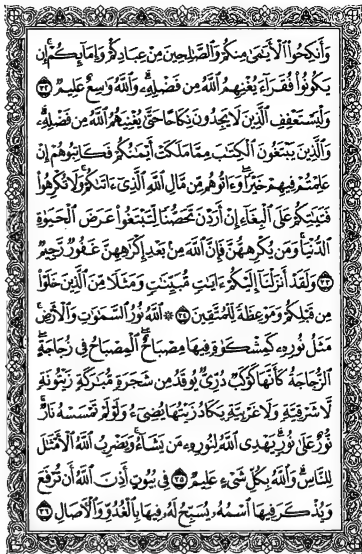 وَأَنكِحُوا۟ ٱلْأَيَـٰمَىٰ مِنكُمْ وَٱلصَّـٰلِحِينَ مِنْ عِبَادِكُمْ وَإِمَآئِكُمْ ۚ إِن
يَكُونُوا۟ فُقَرَآءَ يُغْنِهِمُ ٱللَّهُ مِن فَضْلِهِۦ ۗ وَٱللَّهُ وَٰسِعٌ عَلِيمٌ ٣٢
وَلْيَسْتَعْفِفِ ٱلَّذِينَ لَا يَجِدُونَ نِكَاحًا حَتَّىٰ يُغْنِيَهُمُ ٱللَّهُ مِن فَضْلِهِۦ ۗ
وَٱلَّذِينَ يَبْتَغُونَ ٱلْكِتَـٰبَ مِمَّا مَلَكَتْ أَيْمَـٰنُكُمْ فَكَاتِبُوهُمْ إِنْ
عَلِمْتُمْ فِيهِمْ خَيْرًا ۖ وَءَاتُوهُم مِّن مَّالِ ٱللَّهِ ٱلَّذِىٓ ءَاتَىٰكُمْ ۚ وَلَا تُكْرِهُوا۟
فَتَيَـٰتِكُمْ عَلَى ٱلْبِغَآءِ إِنْ أَرَدْنَ تَحَصُّنًا لِّتَبْتَغُوا۟ عَرَضَ ٱلْحَيَوٰةِ
ٱلدُّنْيَا ۚ وَمَن يُكْرِههُّنَّ فَإِنَّ ٱللَّهَ مِنۢ بَعْدِ إِكْرَٰهِهِنَّ غَفُورٌ رَّحِيمٌ
٣٣ وَلَقَدْ أَنزَلْنَآ إِلَيْكُمْ ءَايَـٰتٍ مُّبَيِّنَـٰتٍ وَمَثَلًا مِّنَ ٱلَّذِينَ خَلَوْا۟
مِن قَبْلِكُمْ وَمَوْعِظَةً لِّلْمُتَّقِينَ ٣٤ ۞ ٱللَّهُ نُورُ ٱلسَّمَـٰوَٰتِ وَٱلْأَرْضِ ۚ
مَثَلُ نُورِهِۦ كَمِشْكَوٰةٍ فِيهَا مِصْبَاحٌ ۖ ٱلْمِصْبَاحُ فِى زُجَاجَةٍ ۖ
ٱلزُّجَاجَةُ كَأَنَّهَا كَوْكَبٌ دُرِّىٌّ يُوقَدُ مِن شَجَرَةٍ مُّبَـٰرَكَةٍ زَيْتُونَةٍ
لَّا شَرْقِيَّةٍ وَلَا غَرْبِيَّةٍ يَكَادُ زَيْتُهَا يُضِىٓءُ وَلَوْ لَمْ تَمْسَسْهُ نَارٌ ۚ
نُّورٌ عَلَىٰ نُورٍ ۗ يَهْدِى ٱللَّهُ لِنُورِهِۦ مَن يَشَآءُ ۚ وَيَضْرِبُ ٱللَّهُ ٱلْأَمْثَـٰلَ
لِلنَّاسِ ۗ وَٱللَّهُ بِكُلِّ شَىْءٍ عَلِيمٌ ٣٥ فِى بُيُوتٍ أَذِنَ ٱللَّهُ أَن تُرْفَعَ
وَيُذْكَرَ فِيهَا ٱسْمُهُۥ يُسَبِّحُ لَهُۥ فِيهَا بِٱلْغُدُوِّ وَٱلْـَٔاصَالِ ٣٦